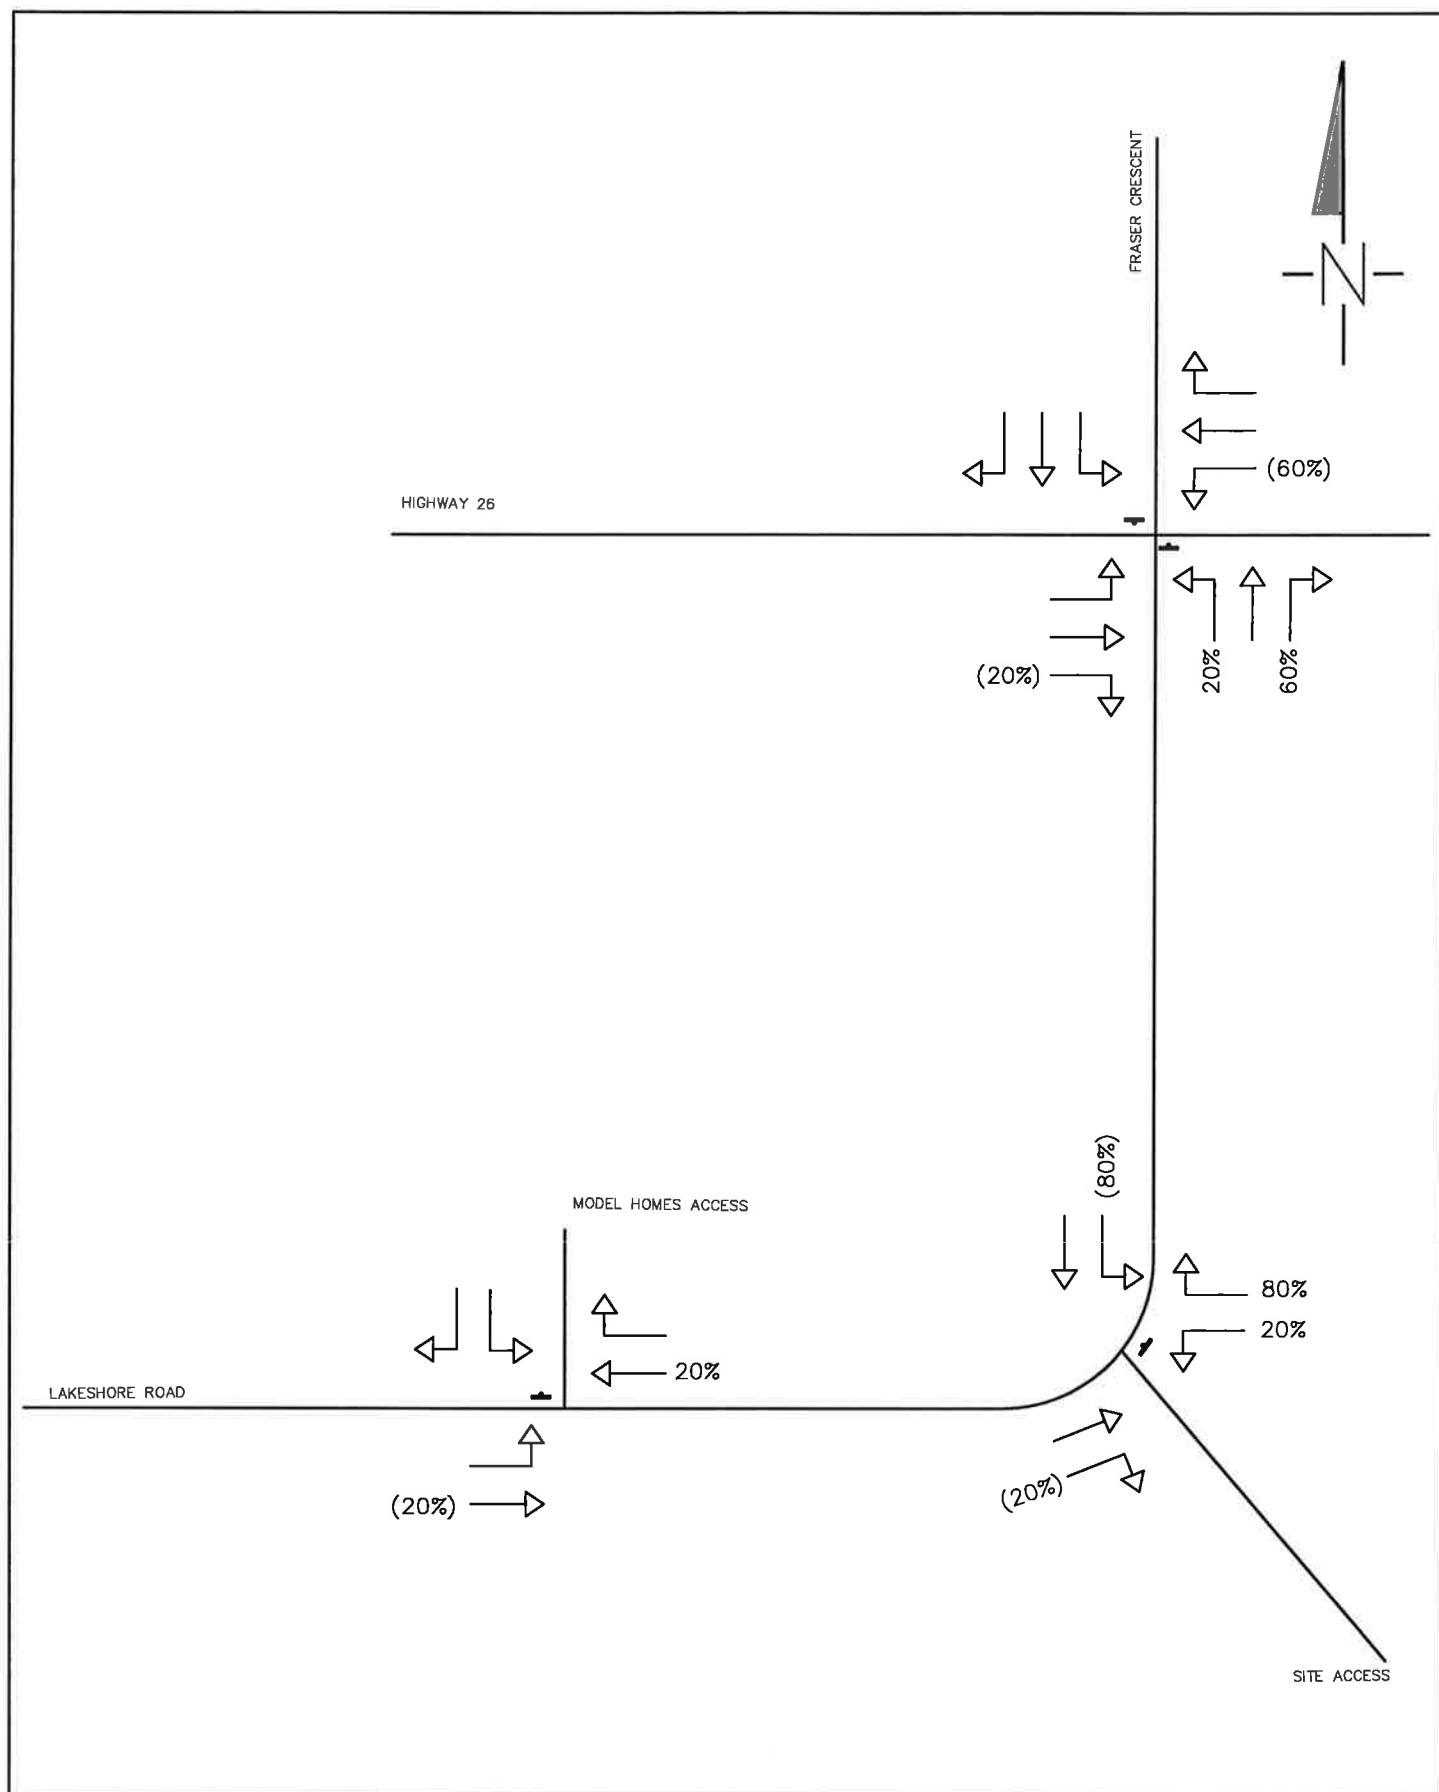 FRASER CRESCENT
N
(60%)
HIGHWAY 26
(20%)
20%
60%
(80%)
MODEL HOMES ACCESS
80%
20%
20%
LAKESHORE ROAD
(20%)
(20%)
SITE ACCESS